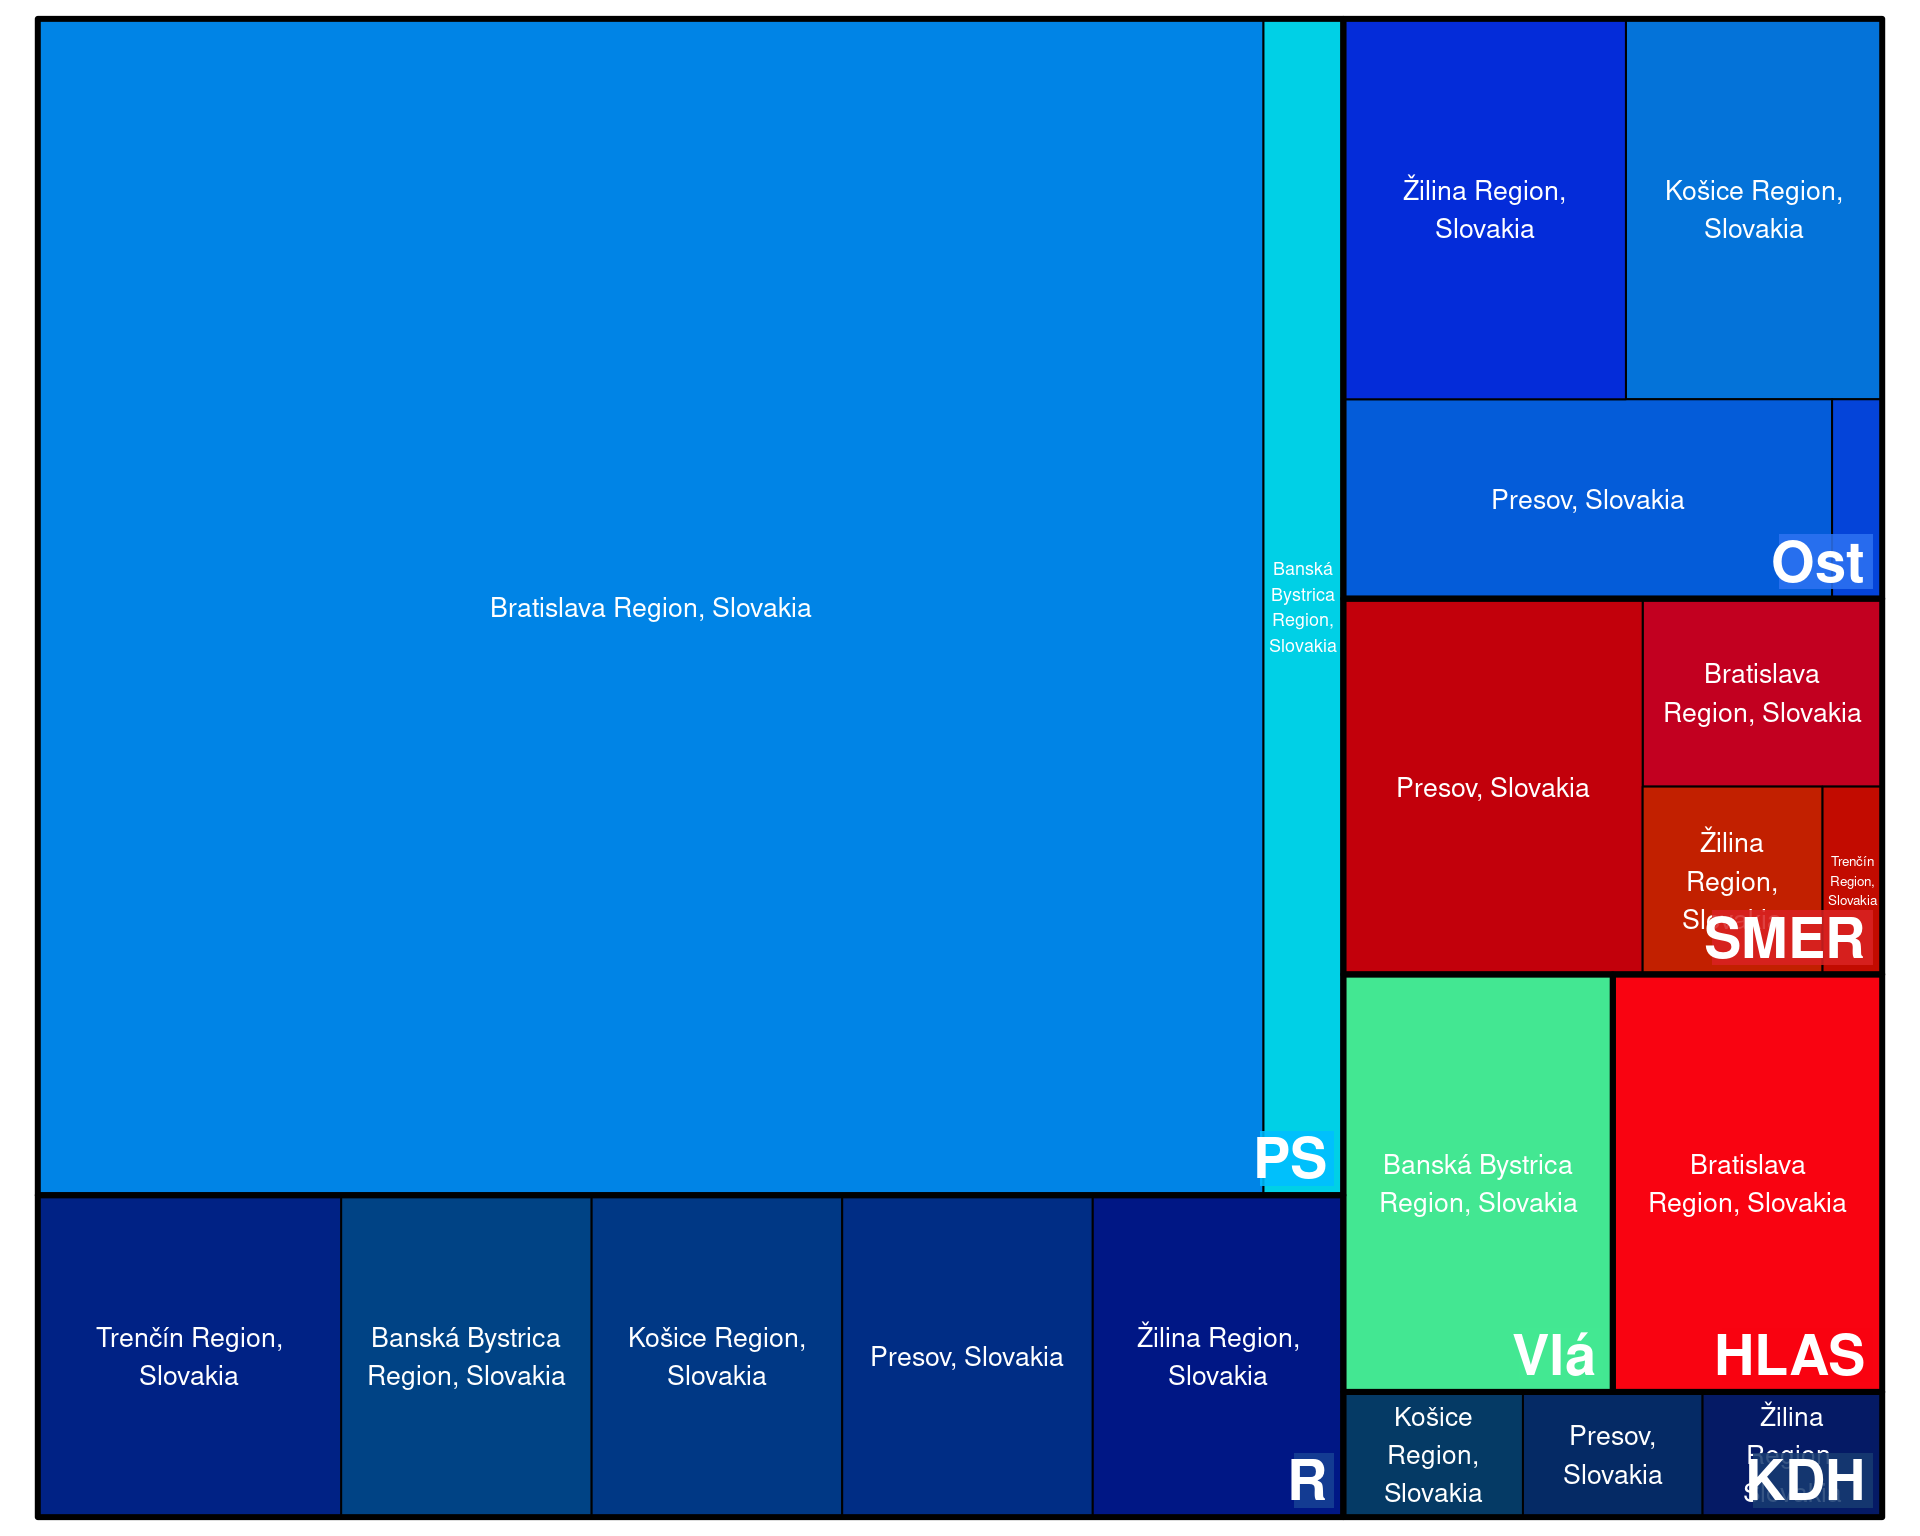 Bratislava Region, Slovakia
Banská
Bystrica
Region,
Slovakia
PS
Trenčín Region,
Slovakia
Banská Bystrica
Region, Slovakia
Košice Region,
Slovakia
Presov, Slovakia
Žilina Region,
Slovakia
R
Žilina Region,
Slovakia
Košice Region,
Slovakia
Presov, Slovakia
Ost
Presov, Slovakia
Bratislava
Region, Slovakia
Žilina
Region,
Slovakia
Trenčín
Region,
Slovakia
SMER
Banská Bystrica
Region, Slovakia
Vlá
Bratislava
Region, Slovakia
HLAS
Košice
Region,
Slovakia
Presov,
Slovakia
Žilina
Region,
Slovakia
KDH